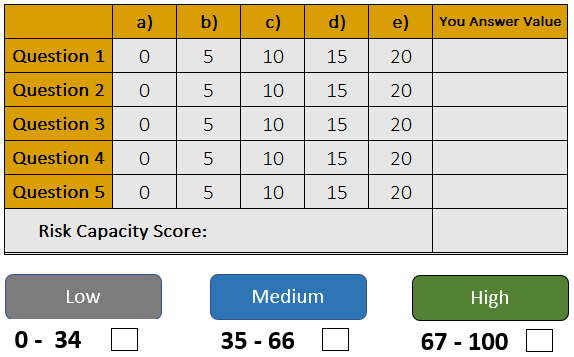 a) b) c) d) e) You Answer Value
Question 1 0 5 10 15 20
Question 2 0 5 10 15 20
Question 3 0 5 10 15 20
Question 4 0 5 10 15 20
Question 5 0 5 10 15 20
Risk Capacity Score:
Low Medium High
0 - 34 35 - 66 67 - 100